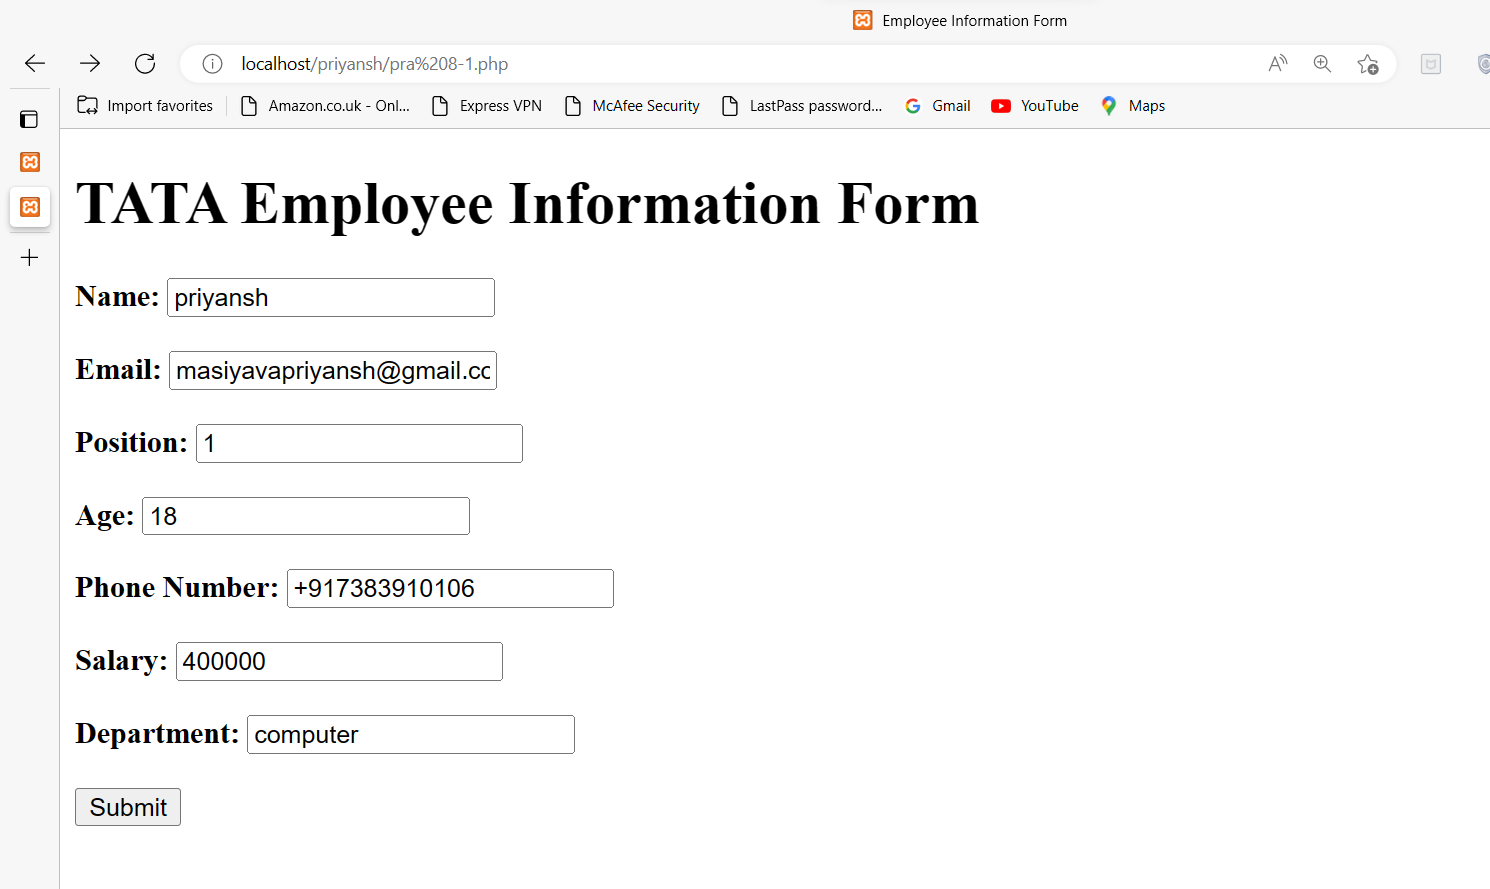 Employee Information Form
localhost/priyansh/pra%208-1.php
Import favorites Amazon.co.uk - Onl... Express VPN McAfee Security LastPass password... Gmail YouTube Maps
TATA Employee Information Form
Name: priyansh
Email: masiyavapriyansh@gmail.cc
Position: 1
Age: 18
Phone Number: +917383910106
Salary: 400000
Department: computer
Submit